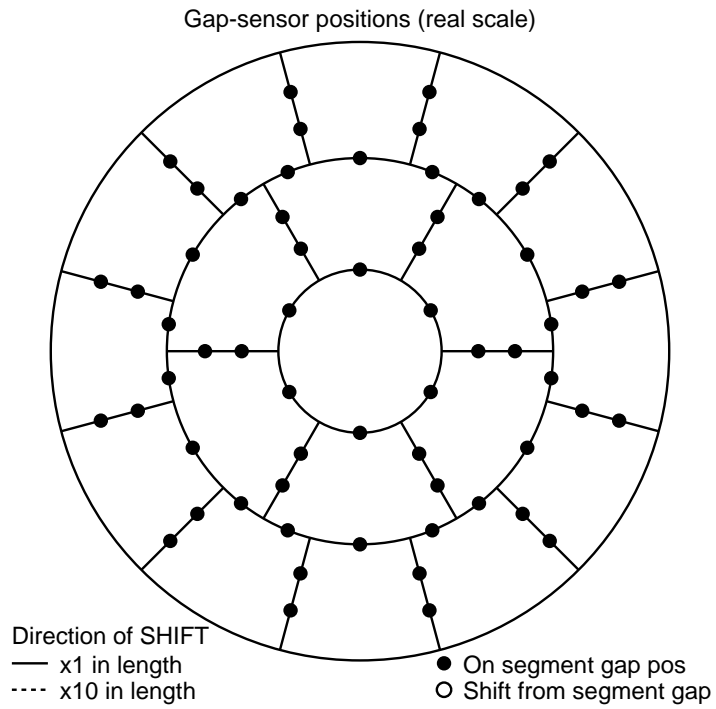 Gap-sensor positions (real scale)
Direction of SHIFT
x1 in length
x10 in length
On segment gap pos
Shift from segment gap